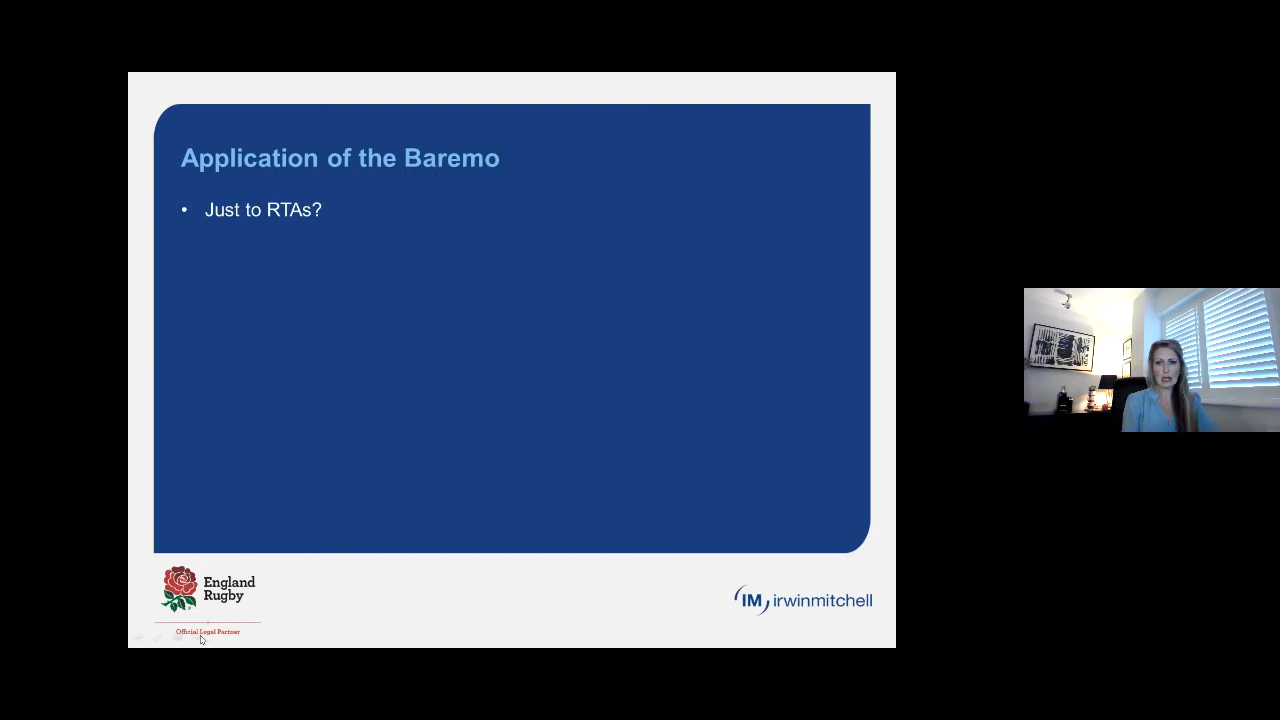 Application of the Baremo
• Just to RTAs?
England
Rugby
Official Legal Partner
IM irwinmitchell